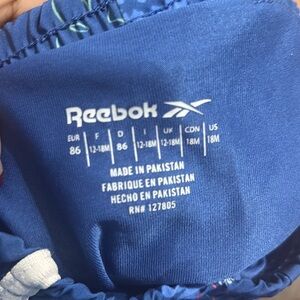 Reebok
EUR F D I UK CDN US
86 12-18M 86 12-18M 12-18M 18M 18M
MADE IN PAKISTAN
FABRIQUE EN PAKISTAN
HECHO EN PAKISTAN
RN# 127805